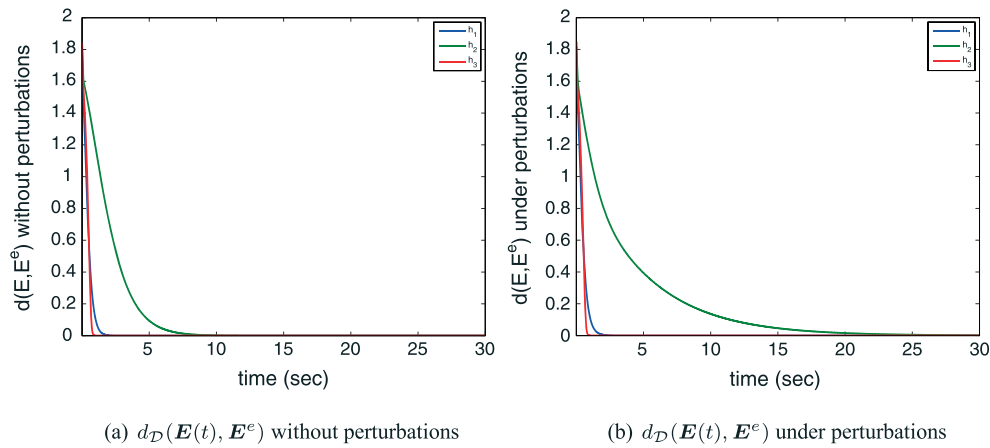 d(E,E^e) without perturbations
2
1.8
1.6
1.4
1.2
1
0.8
0.6
0.4
0.2
0
5
10
15
20
25
30
time (sec)
h_1
h_2
h_3
(a) d_𝒟(E(t), E^e) without perturbations
d(E,E^e) under perturbations
2
1.8
1.6
1.4
1.2
1
0.8
0.6
0.4
0.2
0
5
10
15
20
25
30
time (sec)
h_1
h_2
h_3
(b) d_𝒟(E(t), E^e) under perturbations